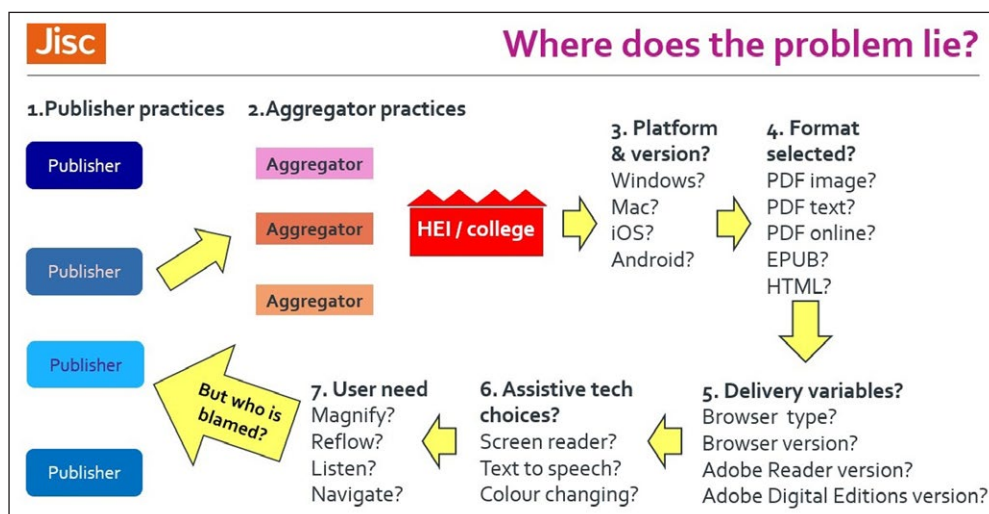 Jisc
Where does the problem lie?
1.Publisher practices
Publisher
Publisher
Publisher
Publisher
2.Aggregator practices
Aggregator
Aggregator
Aggregator
HEI / college
3. Platform
& version?
Windows?
Mac?
iOS?
Android?
4. Format
selected?
PDF image?
PDF text?
PDF online?
EPUB?
HTML?
5. Delivery variables?
Browser type?
Browser version?
Adobe Reader version?
Adobe Digital Editions version?
6. Assistive tech
choices?
Screen reader?
Text to speech?
Colour changing?
7. User need
Magnify?
Reflow?
Listen?
Navigate?
But who is
blamed?